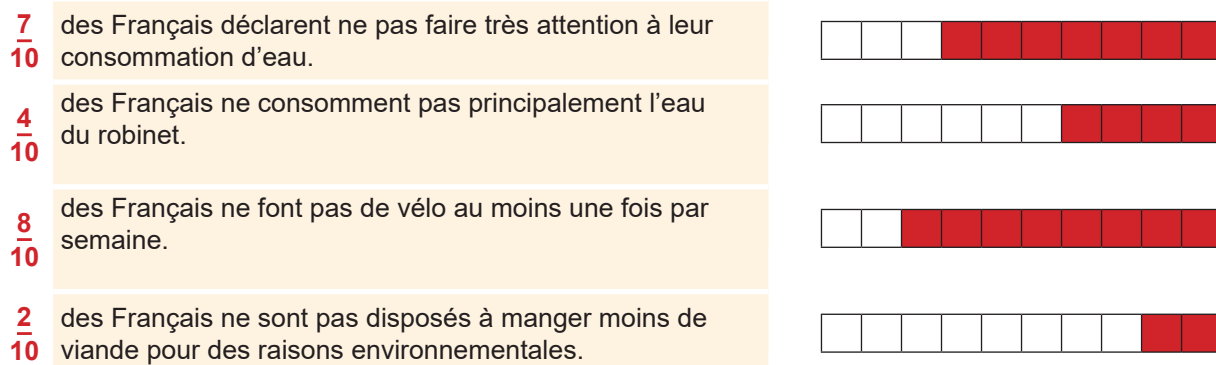 7
10
des Français déclarent ne pas faire très attention à leur
consommation d’eau.
4
10
des Français ne consomment pas principalement l’eau
du robinet.
8
10
des Français ne font pas de vélo au moins une fois par
semaine.
2
10
des Français ne sont pas disposés à manger moins de
viande pour des raisons environnementales.